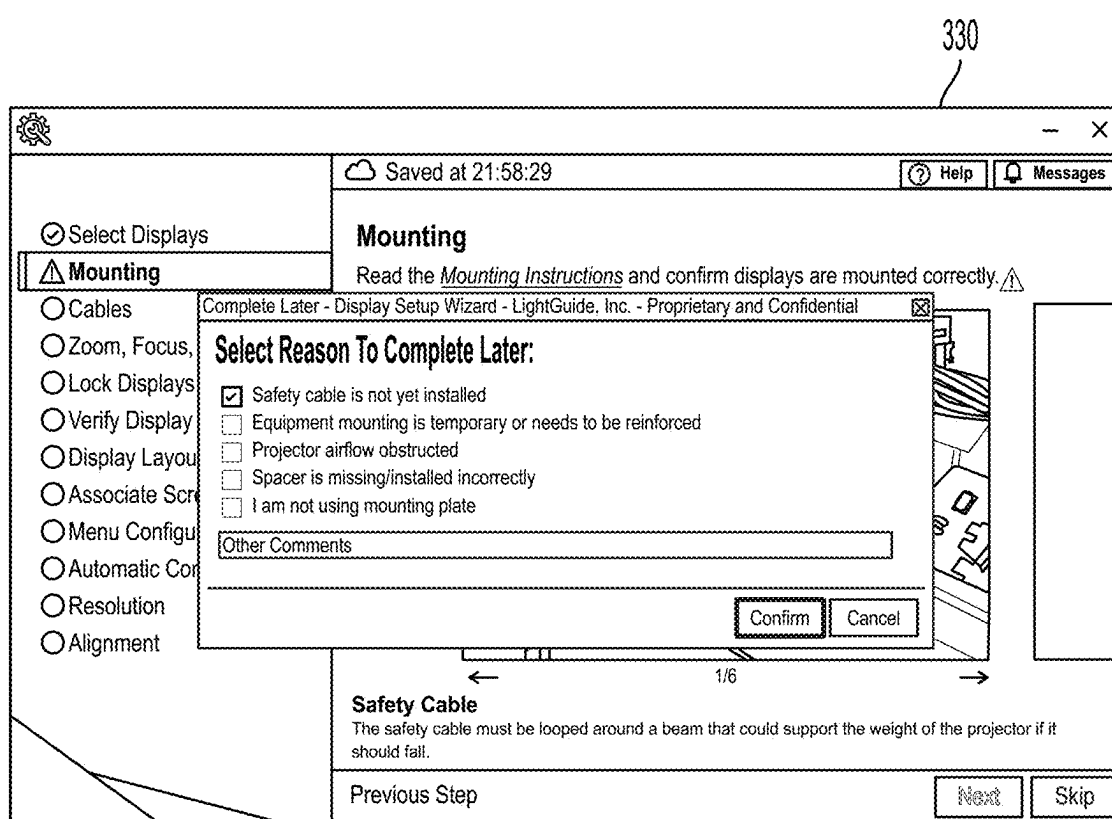 330
Saved at 21:58:29
Help
Messages
Select Displays
Mounting
Cables
Zoom, Focus,
Lock Displays
Verify Display
Display Layou
Associate Scre
Menu Configu
Automatic Cor
Resolution
Alignment
Mounting
Read the Mounting Instructions and confirm displays are mounted correctly.
Complete Later - Display Setup Wizard - LightGuide, Inc. - Proprietary and Confidential
Select Reason To Complete Later:
Safety cable is not yet installed
Equipment mounting is temporary or needs to be reinforced
Projector airflow obstructed
Spacer is missing/installed incorrectly
I am not using mounting plate
Other Comments
Confirm
Cancel
1/6
Safety Cable
The safety cable must be looped around a beam that could support the weight of the projector if it
should fall.
Previous Step
Next
Skip